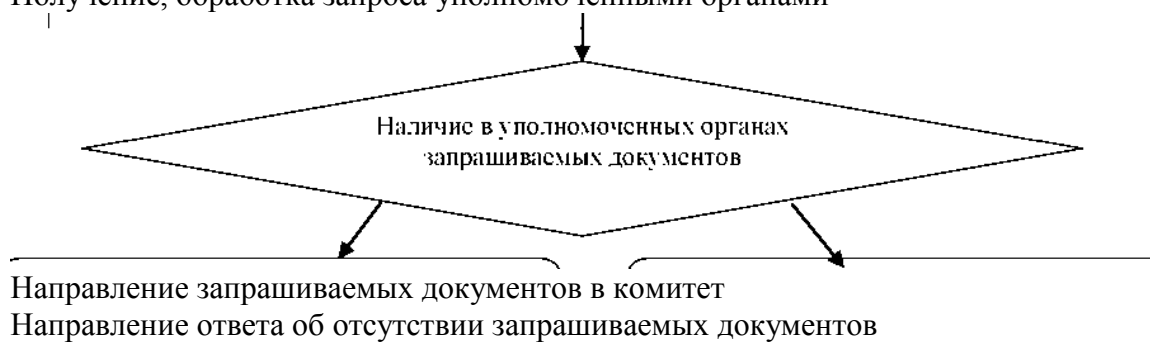 Получение, обработка запроса уполномоченными органами
Наличие в уполномоченных органах
запрашиваемых документов
Направление запрашиваемых документов в комитет
Направление ответа об отсутствии запрашиваемых документов